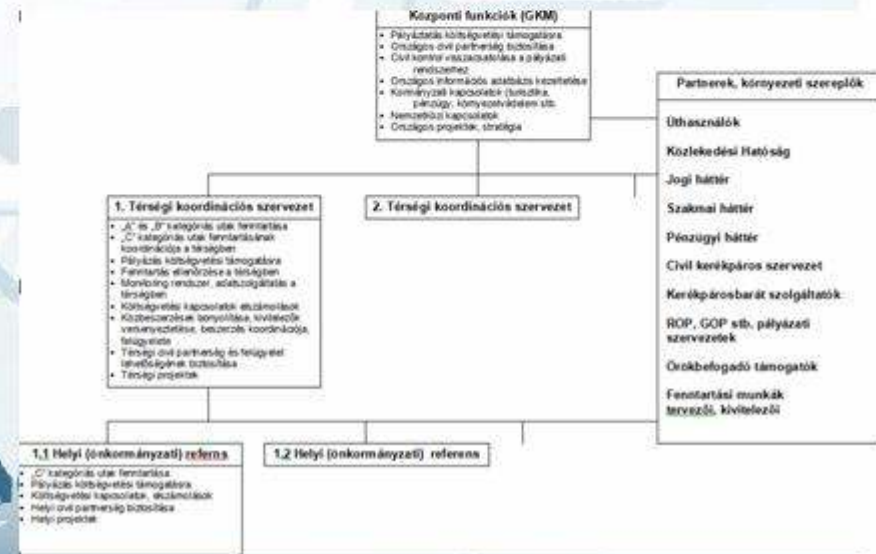 Központi funkciók (GKM)
• Pályáztatás költségvetési támogatásra
• Országos civil partnerség biztosítása
• Civil kontrol visszacsatolása a pályázati
rendszerhez
• Országos információs adatbázis kezeltetése
• Kormányzati kapcsolatok (turisztika,
pénzügy, környezetvédelem stb.
• Nemzetközi kapcsolatok
• Országos projektek, stratégia
Partnerek, környezeti szereplők
Úthasználók
Közlekedési Hatóság
Jogi háttér
Szakmai háttér
Pénzügyi háttér
Civil kerékpáros szervezet
Kerékpárosbarát szolgáltatók
ROP, GOP stb. pályázati
szervezetek
Örökbefogadó támogatók
Fenntartási munkák
tervezői, kivitelezői
1. Térségi koordinációs szervezet
• „A” és „B” kategóriás utak fenntartása
• „C” kategóriás utak fenntartásának
koordinációja a térségben
• Pályázás költségvetési támogatásra
• Fenntartás ellenőrzése a térségben
• Monitoring rendszer, adatszolgáltatás a
térségben
• Költségvetési kapcsolatok elszámolások
• Közbeszerzések bonyolítása, kivitelezők
versenyeztetése, beszerzés koordinációja,
felügyelete
• Térségi civil partnerség és felügyelet
lehetőségének biztosítása
• Térségi projektek
2. Térségi koordinációs szervezet
1.1 Helyi (önkormányzati) referens
• „C” kategóriás utak fenntartása
• Pályázás költségvetési támogatásra
• Költségvetési kapcsolatok, elszámolások
• Helyi civil partnerség biztosítása
• Helyi projektek
1.2 Helyi (önkormányzati) referens